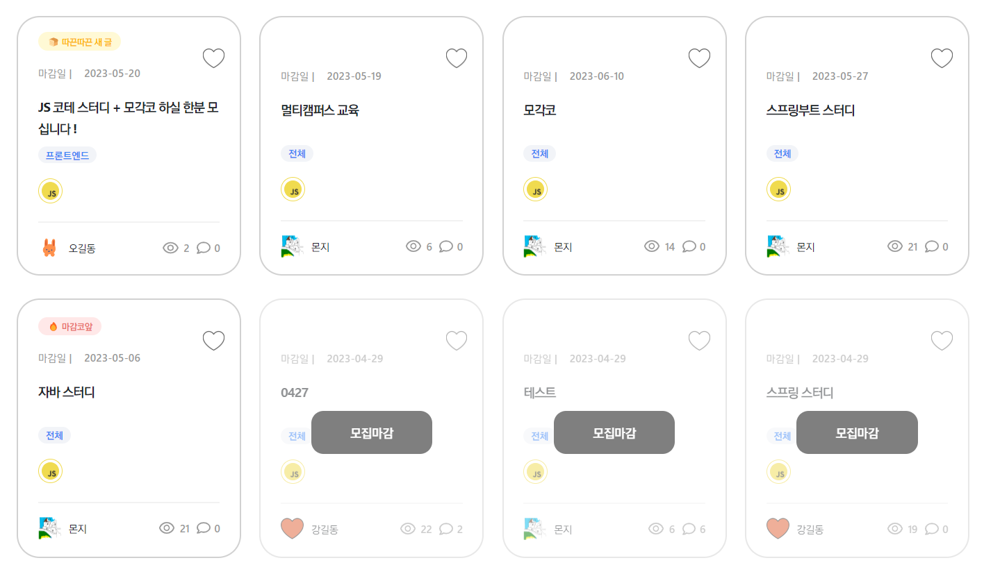 따끈따끈 새 글
마감일 | 2023-05-20
JS 코테 스터디 + 모각코 하실 한분 모
십니다 !
프론트엔드
JS
오길동 2 0
마감일 | 2023-05-19
멀티캠퍼스 교육
전체
JS
몬지 6 0
마감일 | 2023-06-10
모각코
전체
JS
몬지 14 0
마감일 | 2023-05-27
스프링부트 스터디
전체
JS
몬지 21 0
마감코앞
마감일 | 2023-05-06
자바 스터디
전체
JS
몬지 21 0
마감일 | 2023-04-29
0427
전체 모집마감
JS
강길동 22 2
마감일 | 2023-04-29
테스트
전체 모집마감
JS
몬지 6 6
마감일 | 2023-04-29
스프링 스터디
전체 모집마감
JS
강길동 19 0